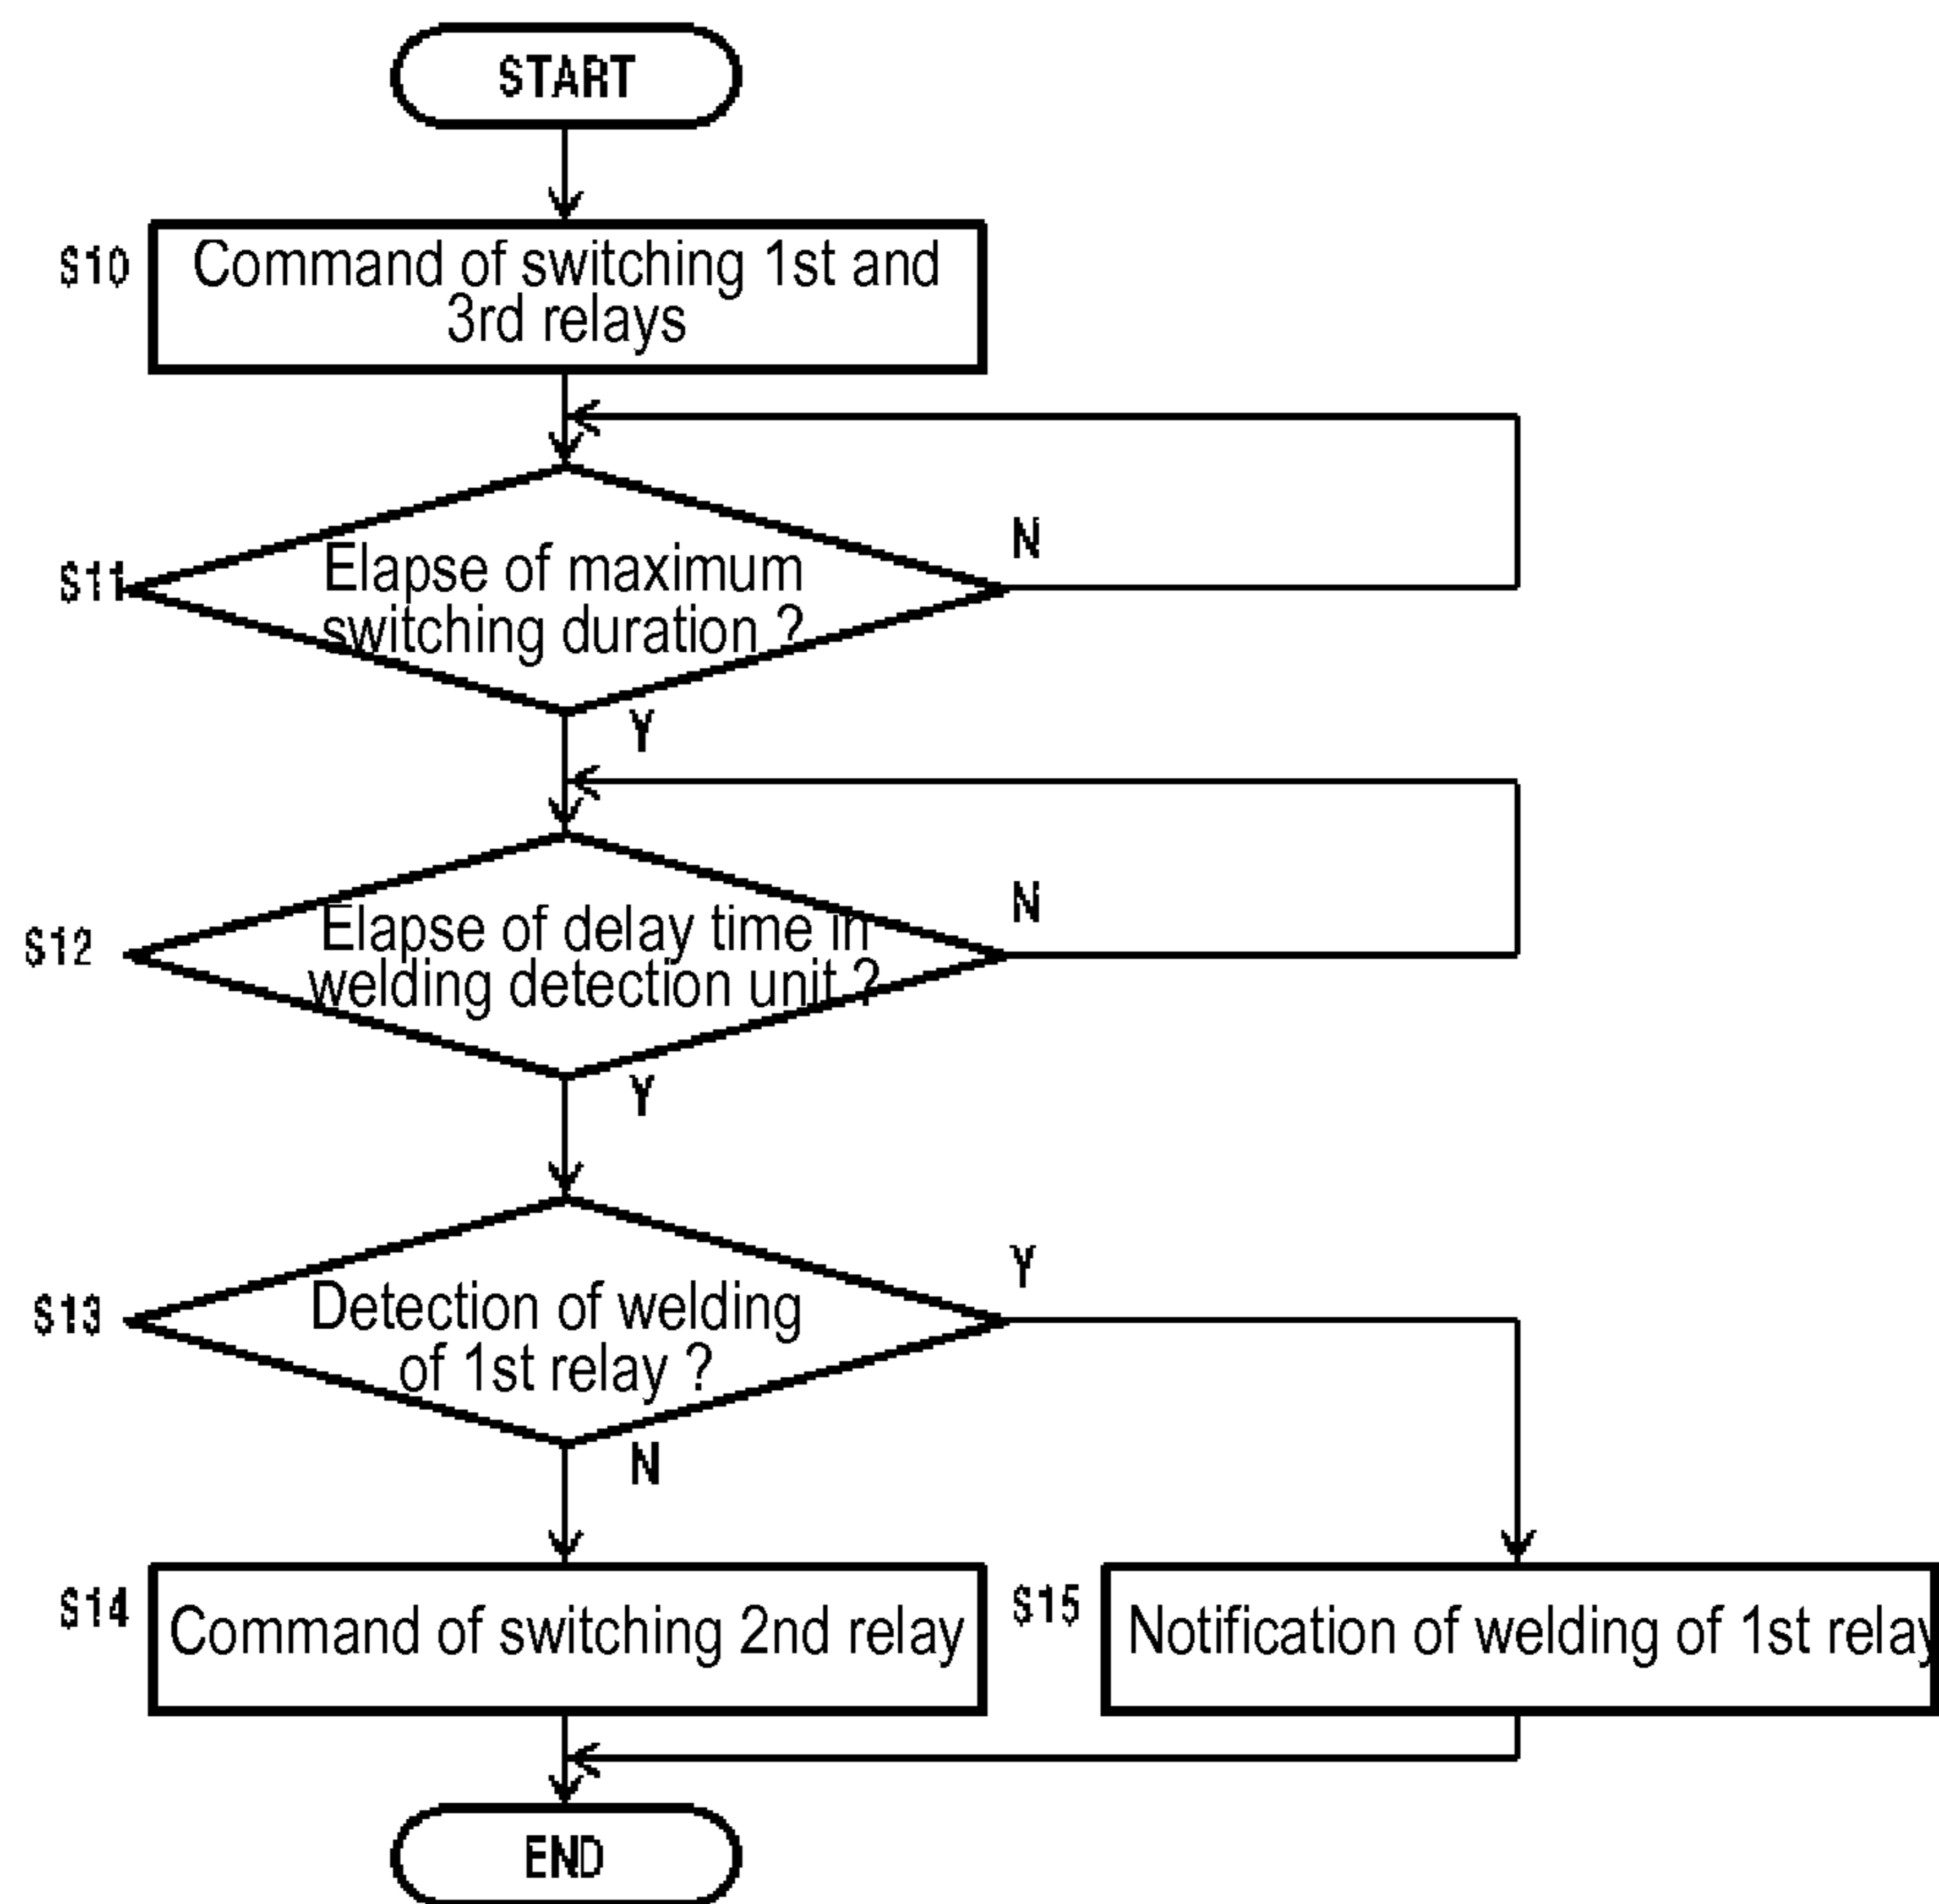 START
S10
Command of switching 1st and
3rd relays
S11
Elapse of maximum
switching duration ?
N
Y
S12
Elapse of delay time in
welding detection unit ?
N
Y
S13
Detection of welding
of 1st relay ?
Y
N
S14
Command of switching 2nd relay
S15
Notification of welding of 1st relay
END